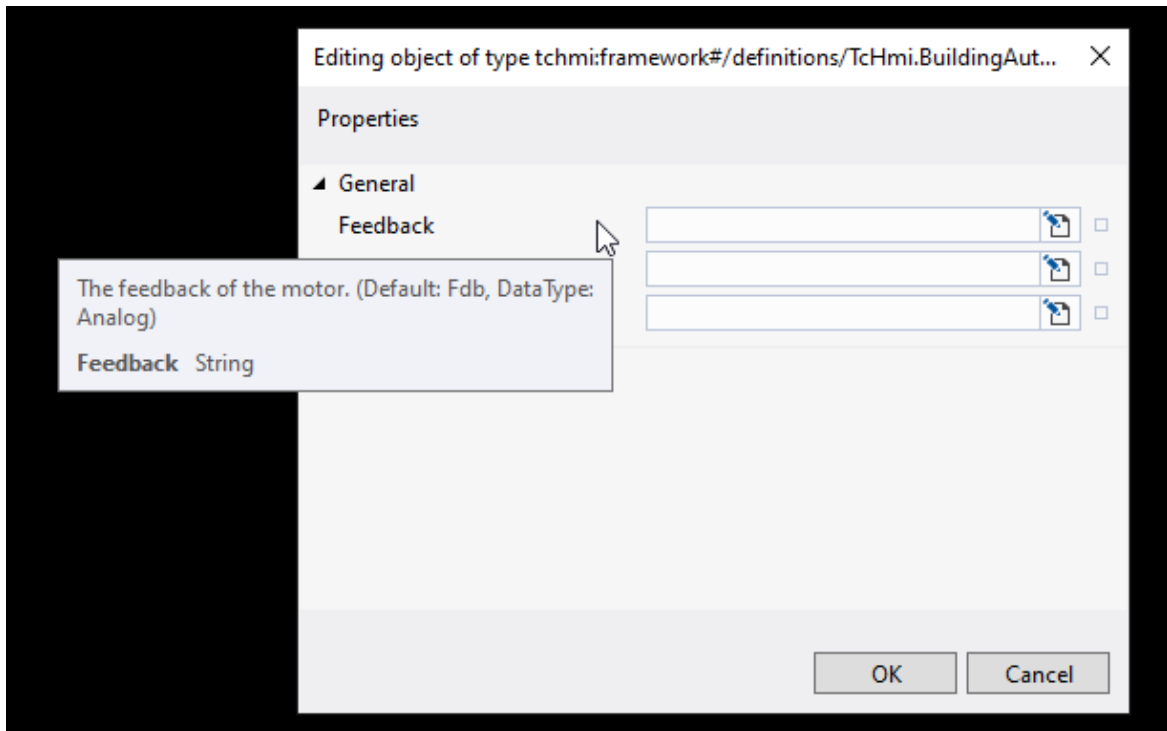 Editing object of type tchmi:framework#/definitions/TcHmi.BuildingAut...
Properties
General
Feedback
The feedback of the motor. (Default: Fdb, DataType:
Analog)
Feedback String
OK Cancel